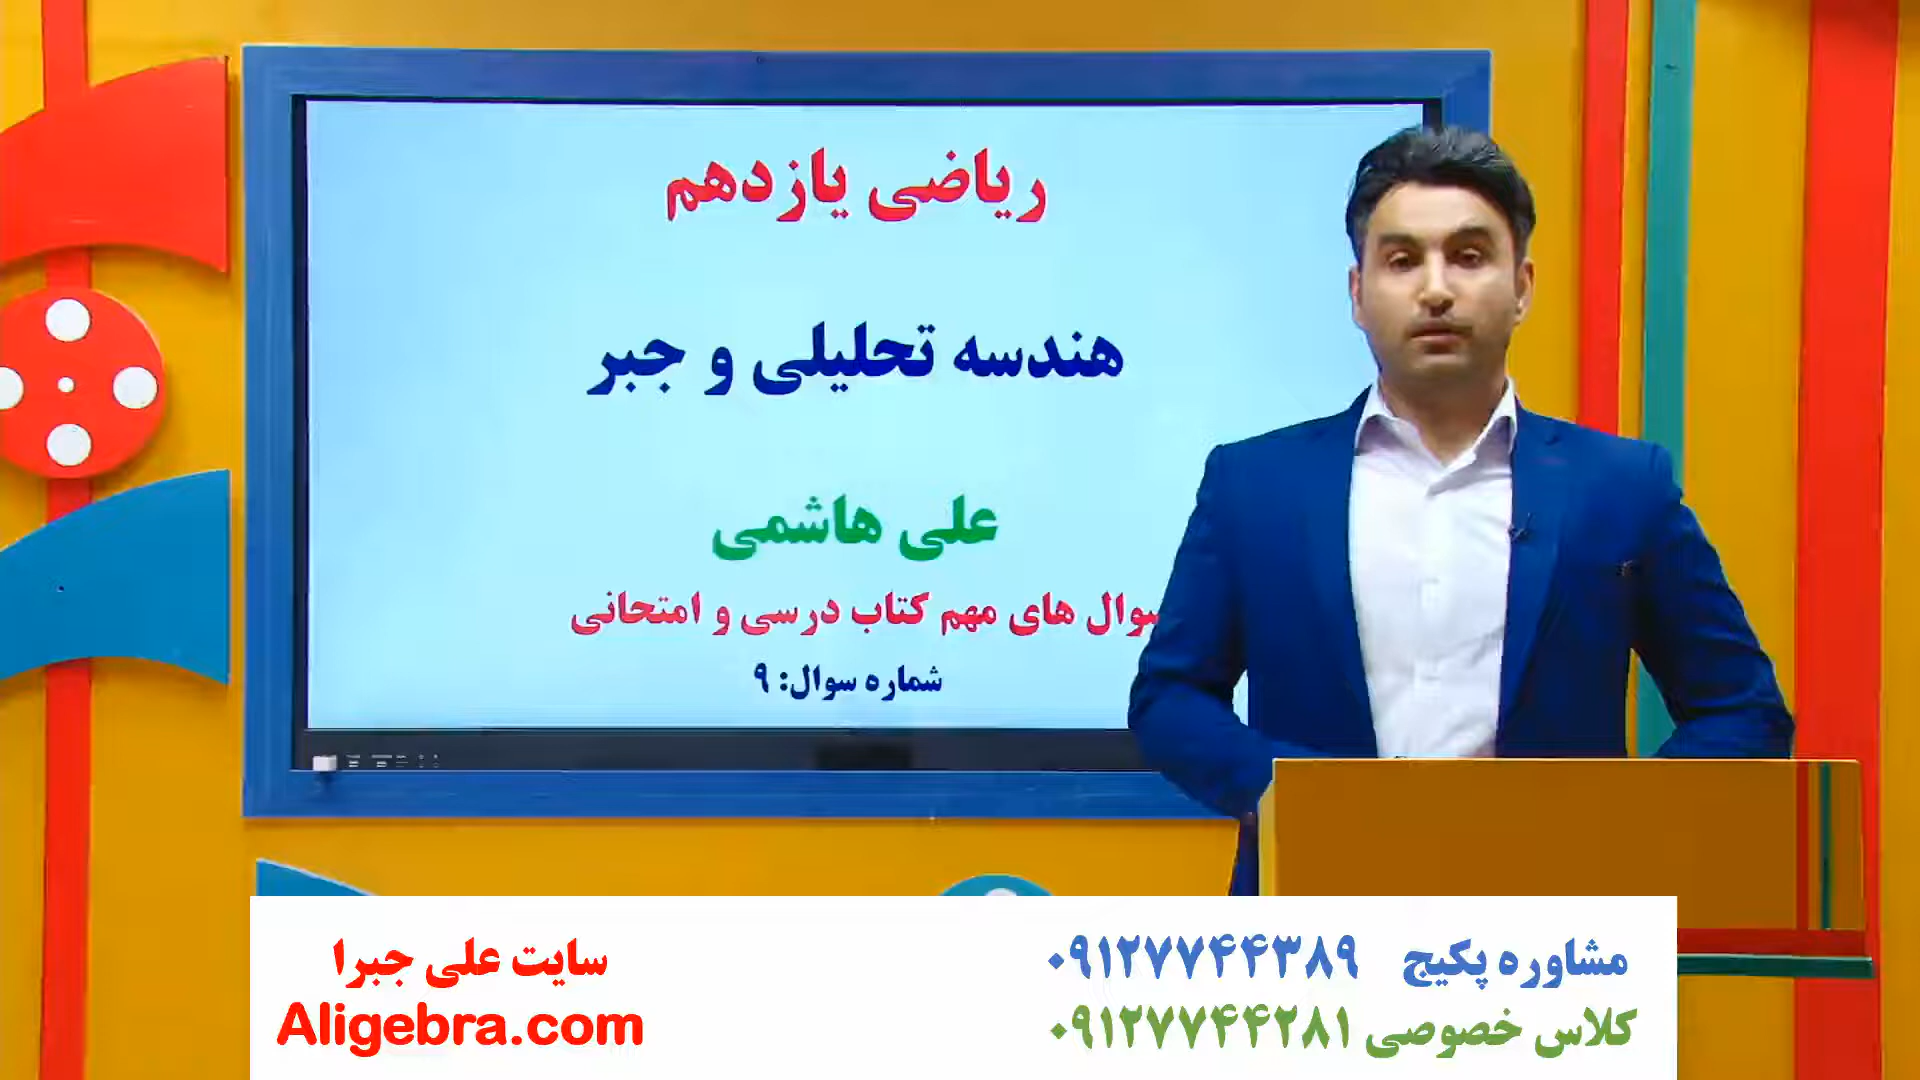 ریاضی یازدهم
هندسه تحلیلی و جبر
علی هاشمی
سوال های مهم کتاب درسی و امتحانی
شماره سوال: ۹
مشاوره پکیج ۰۹۱۲۷۷۴۴۳۸۹
کلاس خصوصی ۰۹۱۲۷۷۴۴۲۸۱
سایت علی جبرا
Aligebra.com